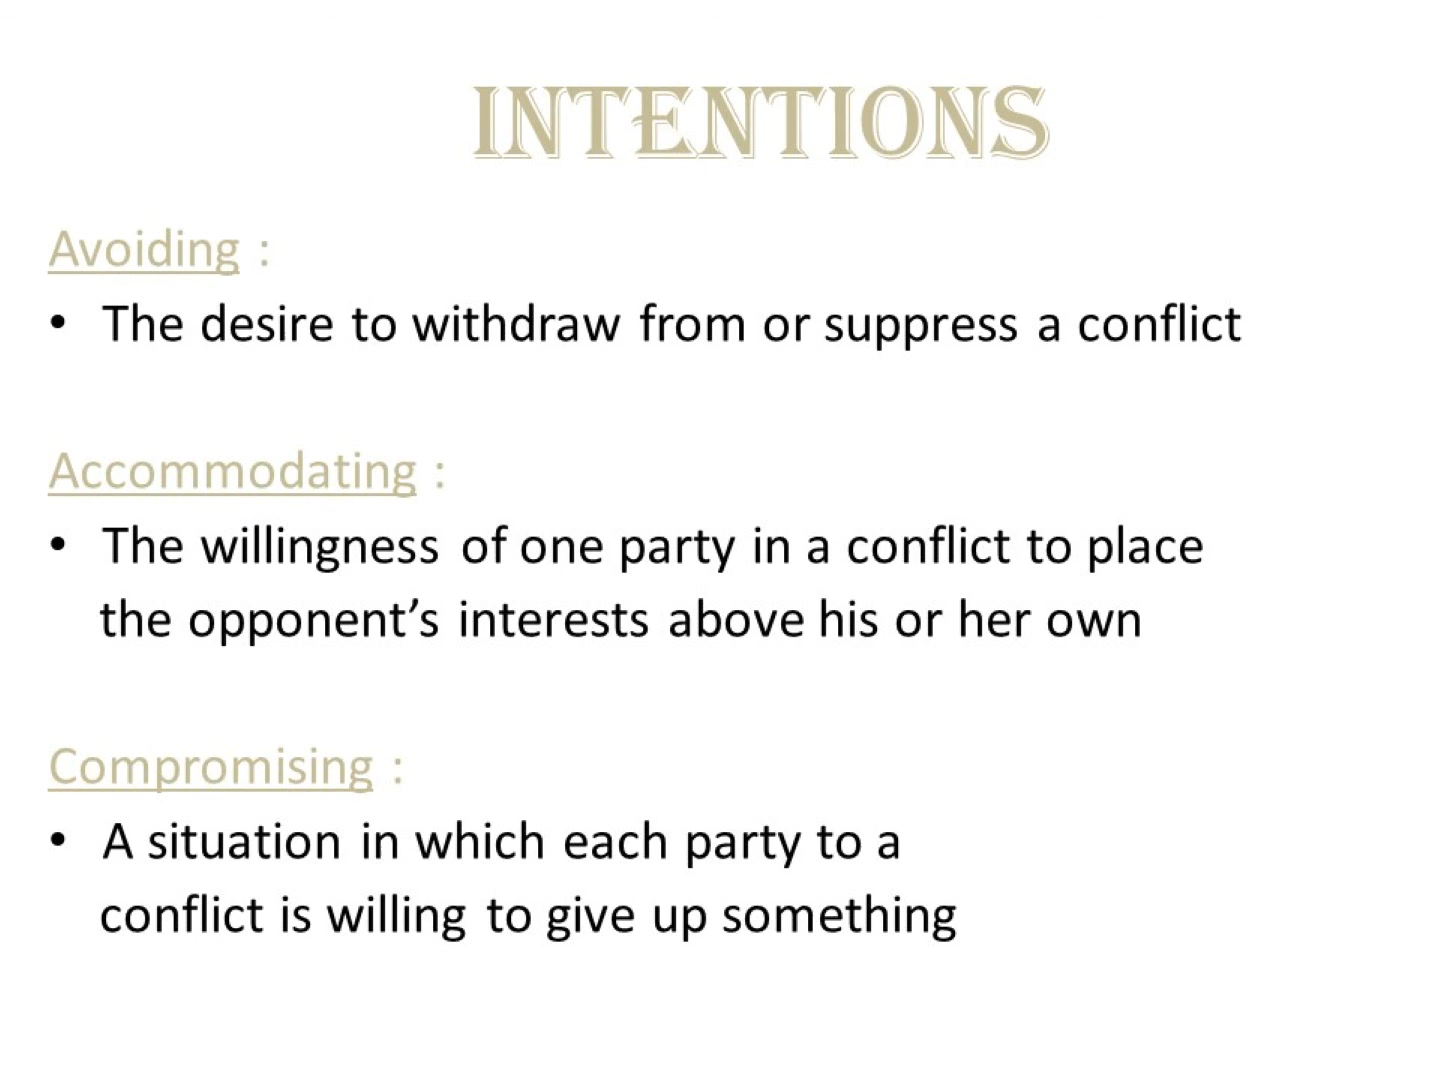 INTENTIONS
Avoiding :
• The desire to withdraw from or suppress a conflict
Accommodating :
• The willingness of one party in a conflict to place
the opponent’s interests above his or her own
Compromising :
• A situation in which each party to a
conflict is willing to give up something